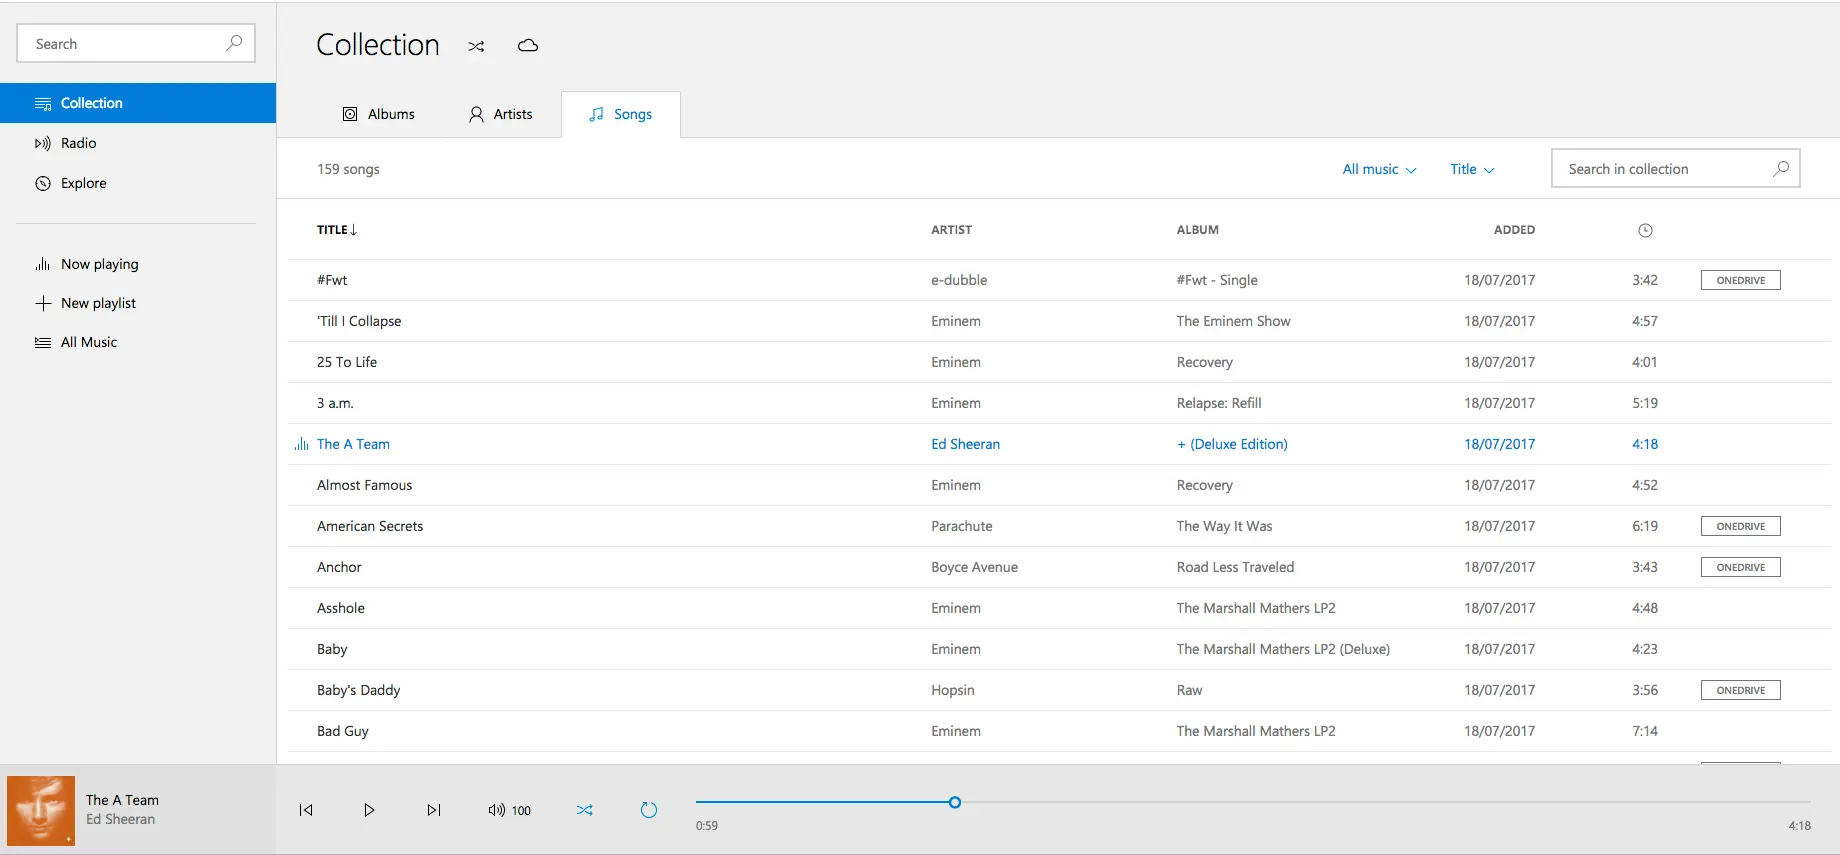 Search
Collection
Radio
Explore
Now playing
New playlist
All Music
Collection
Albums Artists Songs
159 songs All music Title Search in collection
TITLE↓ ARTIST ALBUM ADDED
#Fwt e-dubble #Fwt - Single 18/07/2017 3:42 ONEDRIVE
'Till I Collapse Eminem The Eminem Show 18/07/2017 4:57
25 To Life Eminem Recovery 18/07/2017 4:01
3 a.m. Eminem Relapse: Refill 18/07/2017 5:19
The A Team Ed Sheeran + (Deluxe Edition) 18/07/2017 4:18
Almost Famous Eminem Recovery 18/07/2017 4:52
American Secrets Parachute The Way It Was 18/07/2017 6:19 ONEDRIVE
Anchor Boyce Avenue Road Less Traveled 18/07/2017 3:43 ONEDRIVE
Asshole Eminem The Marshall Mathers LP2 18/07/2017 4:48
Baby Eminem The Marshall Mathers LP2 (Deluxe) 18/07/2017 4:23
Baby's Daddy Hopsin Raw 18/07/2017 3:56 ONEDRIVE
Bad Guy Eminem The Marshall Mathers LP2 18/07/2017 7:14
The A Team
Ed Sheeran
100
0:59 4:18